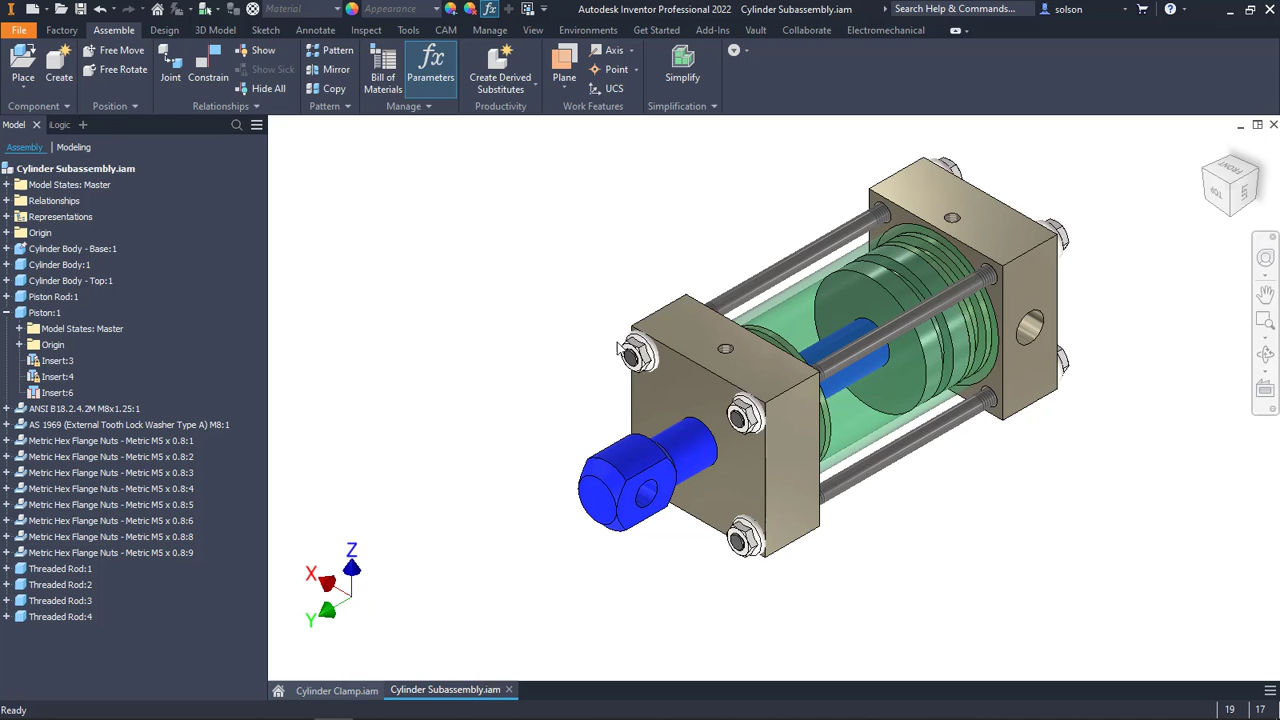 Material
Appearance
Autodesk Inventor Professional 2022 Cylinder Subassembly.iam
Search Help & Commands...
solson
File Factory Assemble Design 3D Model Sketch Annotate Inspect Tools Manage View Environments Get Started Add-Ins Vault Collaborate Electromechanical
Place
Create
Free Move
Free Rotate
Joint
Constrain
Show
Show Sick
Hide All
Pattern
Mirror
Copy
Bill of
Materials
Parameters
Create Derived
Substitutes
Plane
Axis
Point
UCS
Simplify
Component
Position
Relationships
Pattern
Manage
Productivity
Work Features
Simplification
Model
iLogic
Assembly
Modeling
Cylinder Subassembly.iam
Model States: Master
Relationships
Representations
Origin
Cylinder Body - Base:1
Cylinder Body:1
Cylinder Body - Top:1
Piston Rod:1
Piston:1
Model States: Master
Origin
Insert:3
Insert:4
Insert:6
ANSI B18.2.4.2M M8x1.25:1
AS 1969 (External Tooth Lock Washer Type A) M8:1
Metric Hex Flange Nuts - Metric M5 x 0.8:1
Metric Hex Flange Nuts - Metric M5 x 0.8:2
Metric Hex Flange Nuts - Metric M5 x 0.8:3
Metric Hex Flange Nuts - Metric M5 x 0.8:4
Metric Hex Flange Nuts - Metric M5 x 0.8:5
Metric Hex Flange Nuts - Metric M5 x 0.8:6
Metric Hex Flange Nuts - Metric M5 x 0.8:8
Metric Hex Flange Nuts - Metric M5 x 0.8:9
Threaded Rod:1
Threaded Rod:2
Threaded Rod:3
Threaded Rod:4
FRONT
TOP
Z
X
Y
Cylinder Clamp.iam
Cylinder Subassembly.iam
Ready
19 17